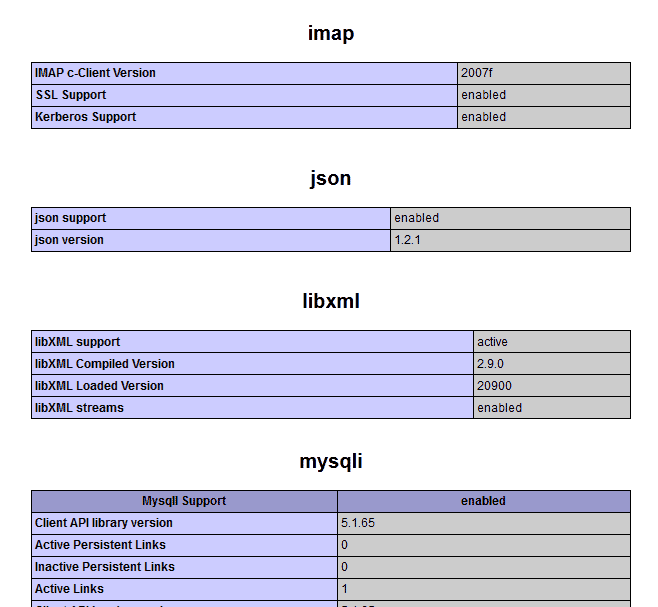 imap
IMAP c-Client Version 2007f
SSL Support enabled
Kerberos Support enabled
json
json support enabled
json version 1.2.1
libxml
libXML support active
libXML Compiled Version 2.9.0
libXML Loaded Version 20900
libXML streams enabled
mysqli
MysqlI Support enabled
Client API library version 5.1.65
Active Persistent Links 0
Inactive Persistent Links 0
Active Links 1